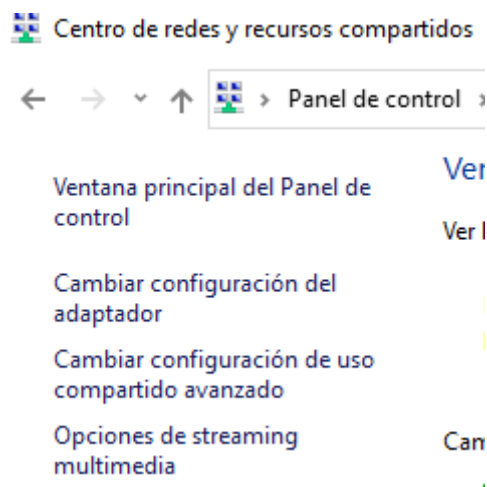 Centro de redes y recursos compartidos
Panel de control
Ventana principal del Panel de
control
Cambiar configuración del
adaptador
Cambiar configuración de uso
compartido avanzado
Opciones de streaming
multimedia
Ver